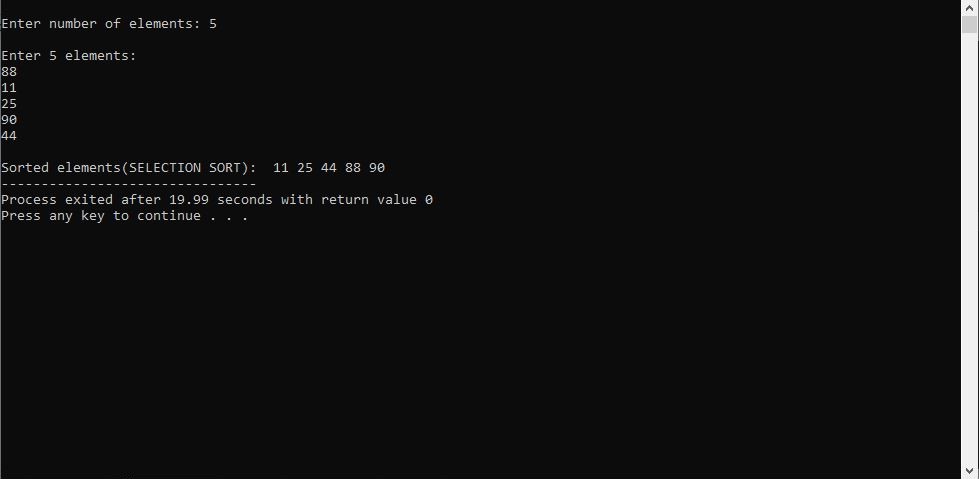 Enter number of elements: 5
Enter 5 elements:
88
11
25
90
44
Sorted elements(SELECTION SORT):  11 25 44 88 90
--------------------------------
Process exited after 19.99 seconds with return value 0
Press any key to continue . . .